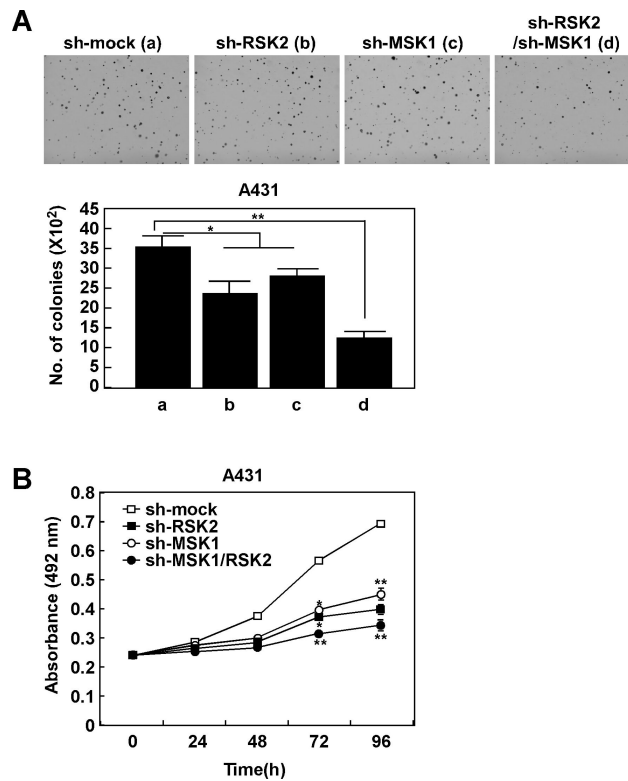 A
sh-mock (a)
sh-RSK2 (b)
sh-MSK1 (c)
sh-RSK2
/sh-MSK1 (d)
A431
No. of colonies (X10²)
45
40
35
30
25
20
15
10
5
0
*
**
a
b
c
d
B
A431
Absorbance (492 nm)
0.8
0.7
0.6
0.5
0.4
0.3
0.2
0.1
0
sh-mock
sh-RSK2
sh-MSK1
sh-MSK1/RSK2
*
*
**
**
**
0
24
48
72
96
Time(h)